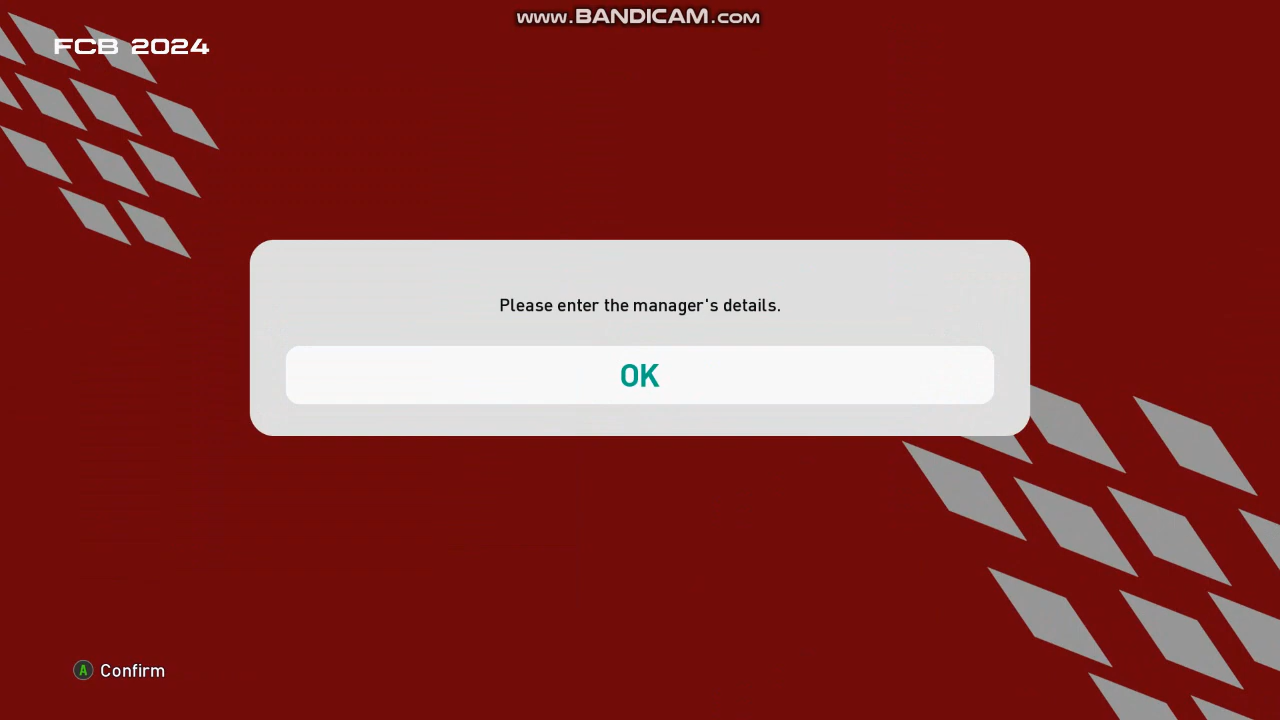 www.BANDICAM.com
FCB 2024
Please enter the manager's details.
OK
A Confirm